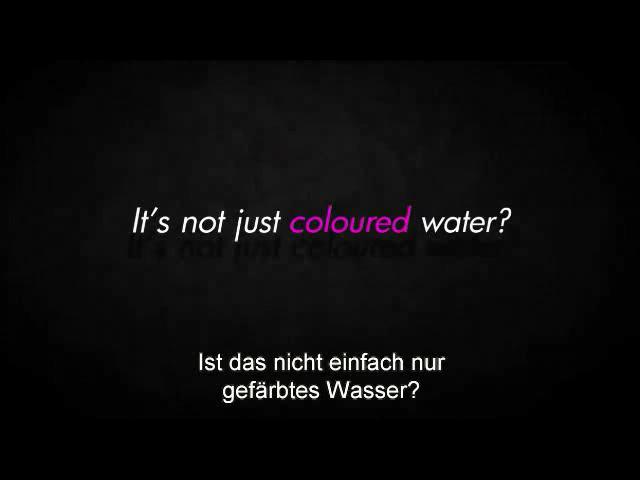 It's not just coloured water?
Ist das nicht einfach nur
gefärbtes Wasser?